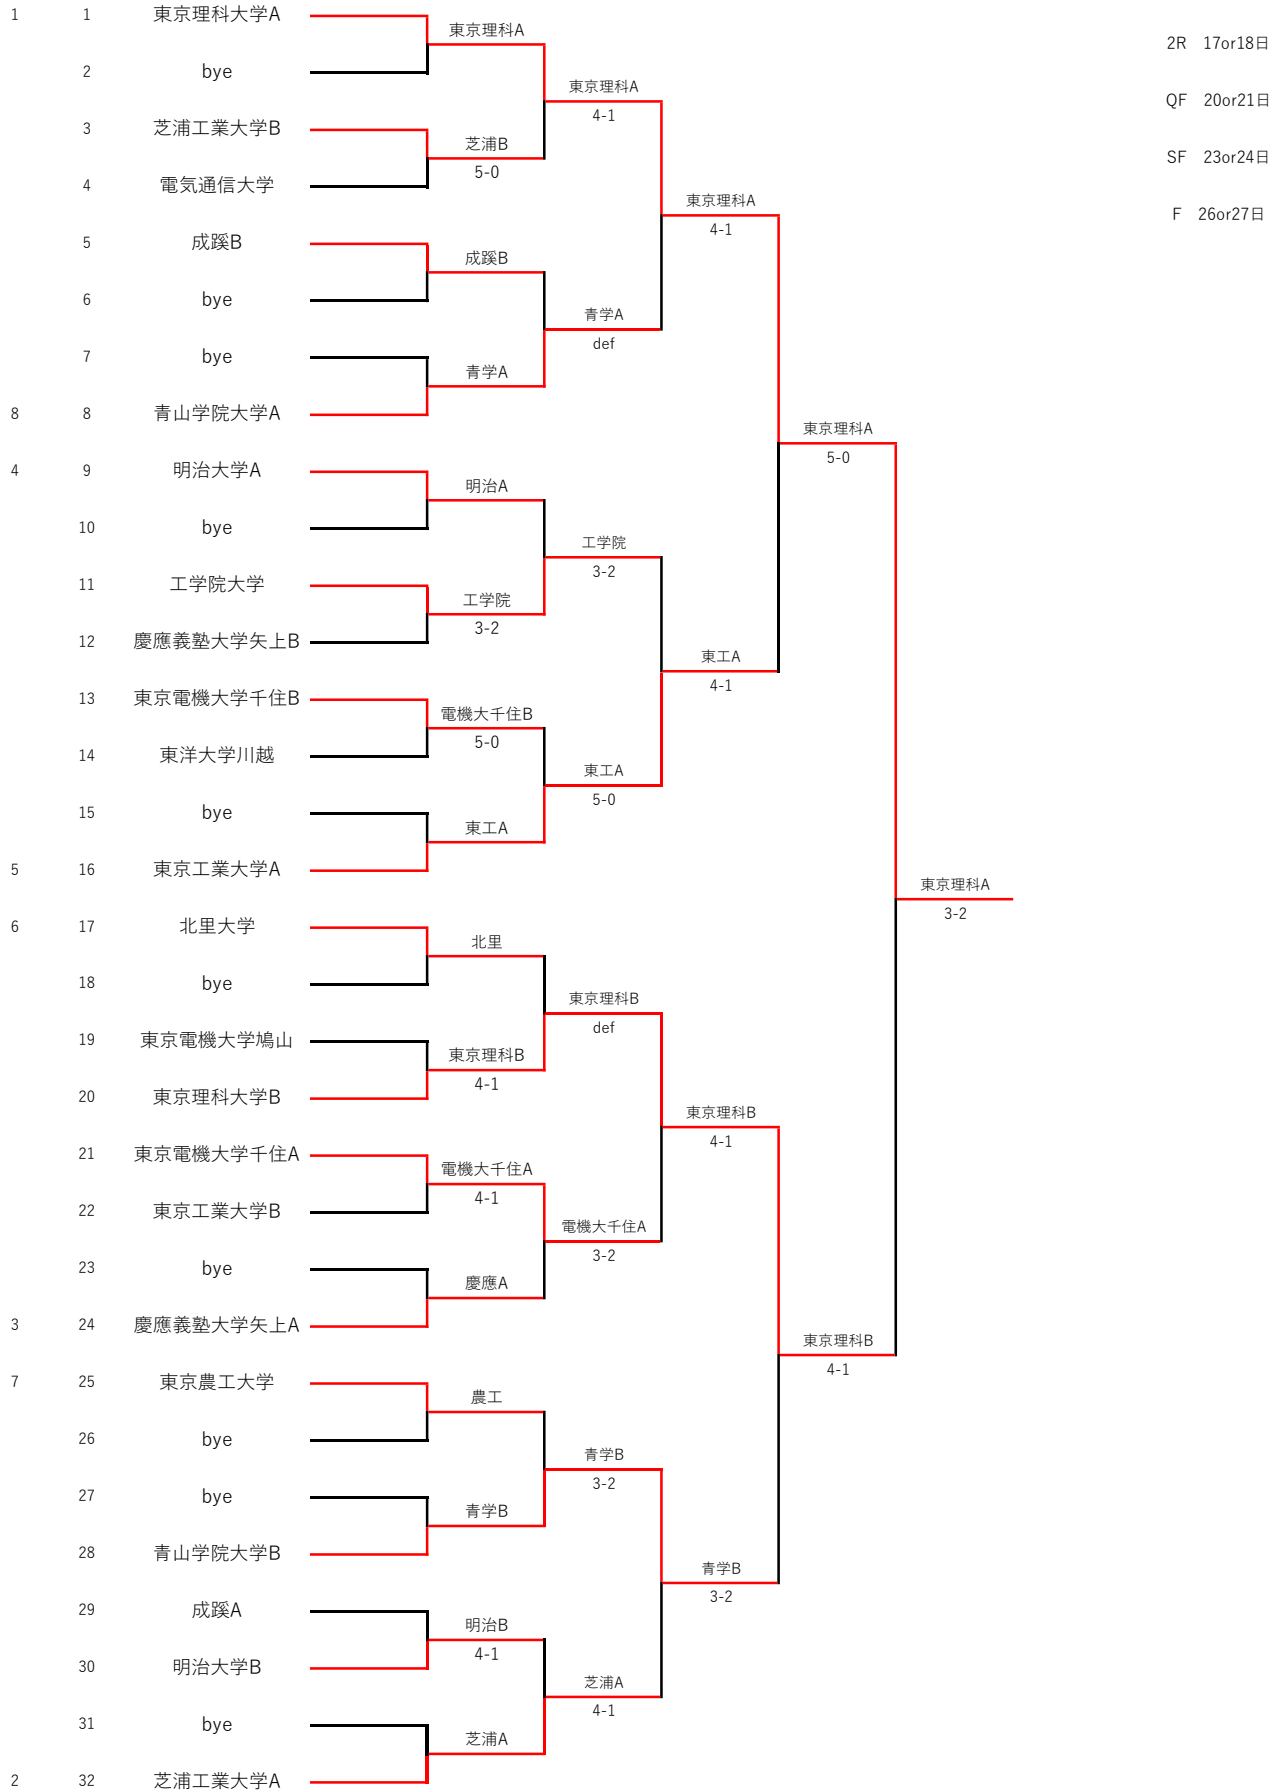 1 1 東京理科大学A
東京理科A
2R 17or18日
2 bye
東京理科A
4-1
QF 20or21日
3 芝浦工業大学B
芝浦B
5-0
SF 23or24日
4 電気通信大学
東京理科A
4-1
F 26or27日
5 成蹊B
成蹊B
6 bye
青学A
def
7 bye
青学A
8 8 青山学院大学A
東京理科A
5-0
4 9 明治大学A
明治A
10 bye
工学院
3-2
11 工学院大学
工学院
3-2
12 慶應義塾大学矢上B
東工A
4-1
13 東京電機大学千住B
電機大千住B
5-0
14 東洋大学川越
東工A
5-0
15 bye
東工A
5 16 東京工業大学A
東京理科A
3-2
6 17 北里大学
北里
18 bye
東京理科B
def
19 東京電機大学鳩山
東京理科B
4-1
20 東京理科大学B
東京理科B
4-1
21 東京電機大学千住A
電機大千住A
4-1
22 東京工業大学B
電機大千住A
3-2
23 bye
慶應A
3 24 慶應義塾大学矢上A
東京理科B
4-1
7 25 東京農工大学
農工
26 bye
青学B
3-2
27 bye
青学B
28 青山学院大学B
青学B
3-2
29 成蹊A
明治B
4-1
30 明治大学B
芝浦A
4-1
31 bye
芝浦A
2 32 芝浦工業大学A